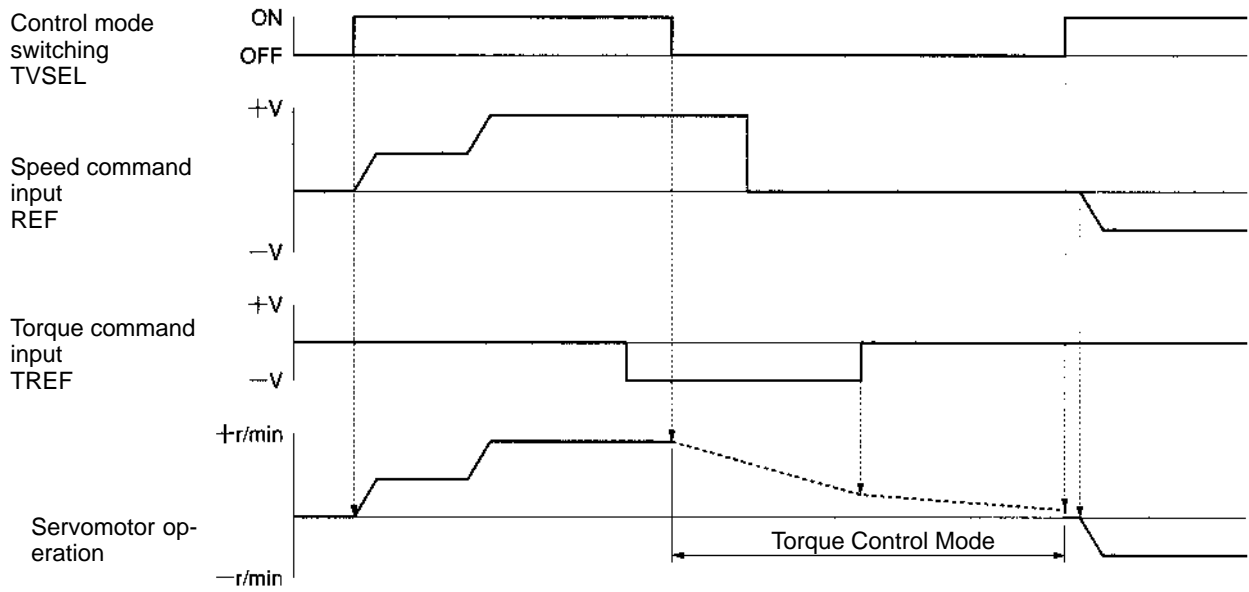 Control mode
switching
TVSEL
ON
OFF
Speed command
input
REF
+V
−V
Torque command
input
TREF
+V
−V
Servomotor op-
eration
+r/min
−r/min
Torque Control Mode